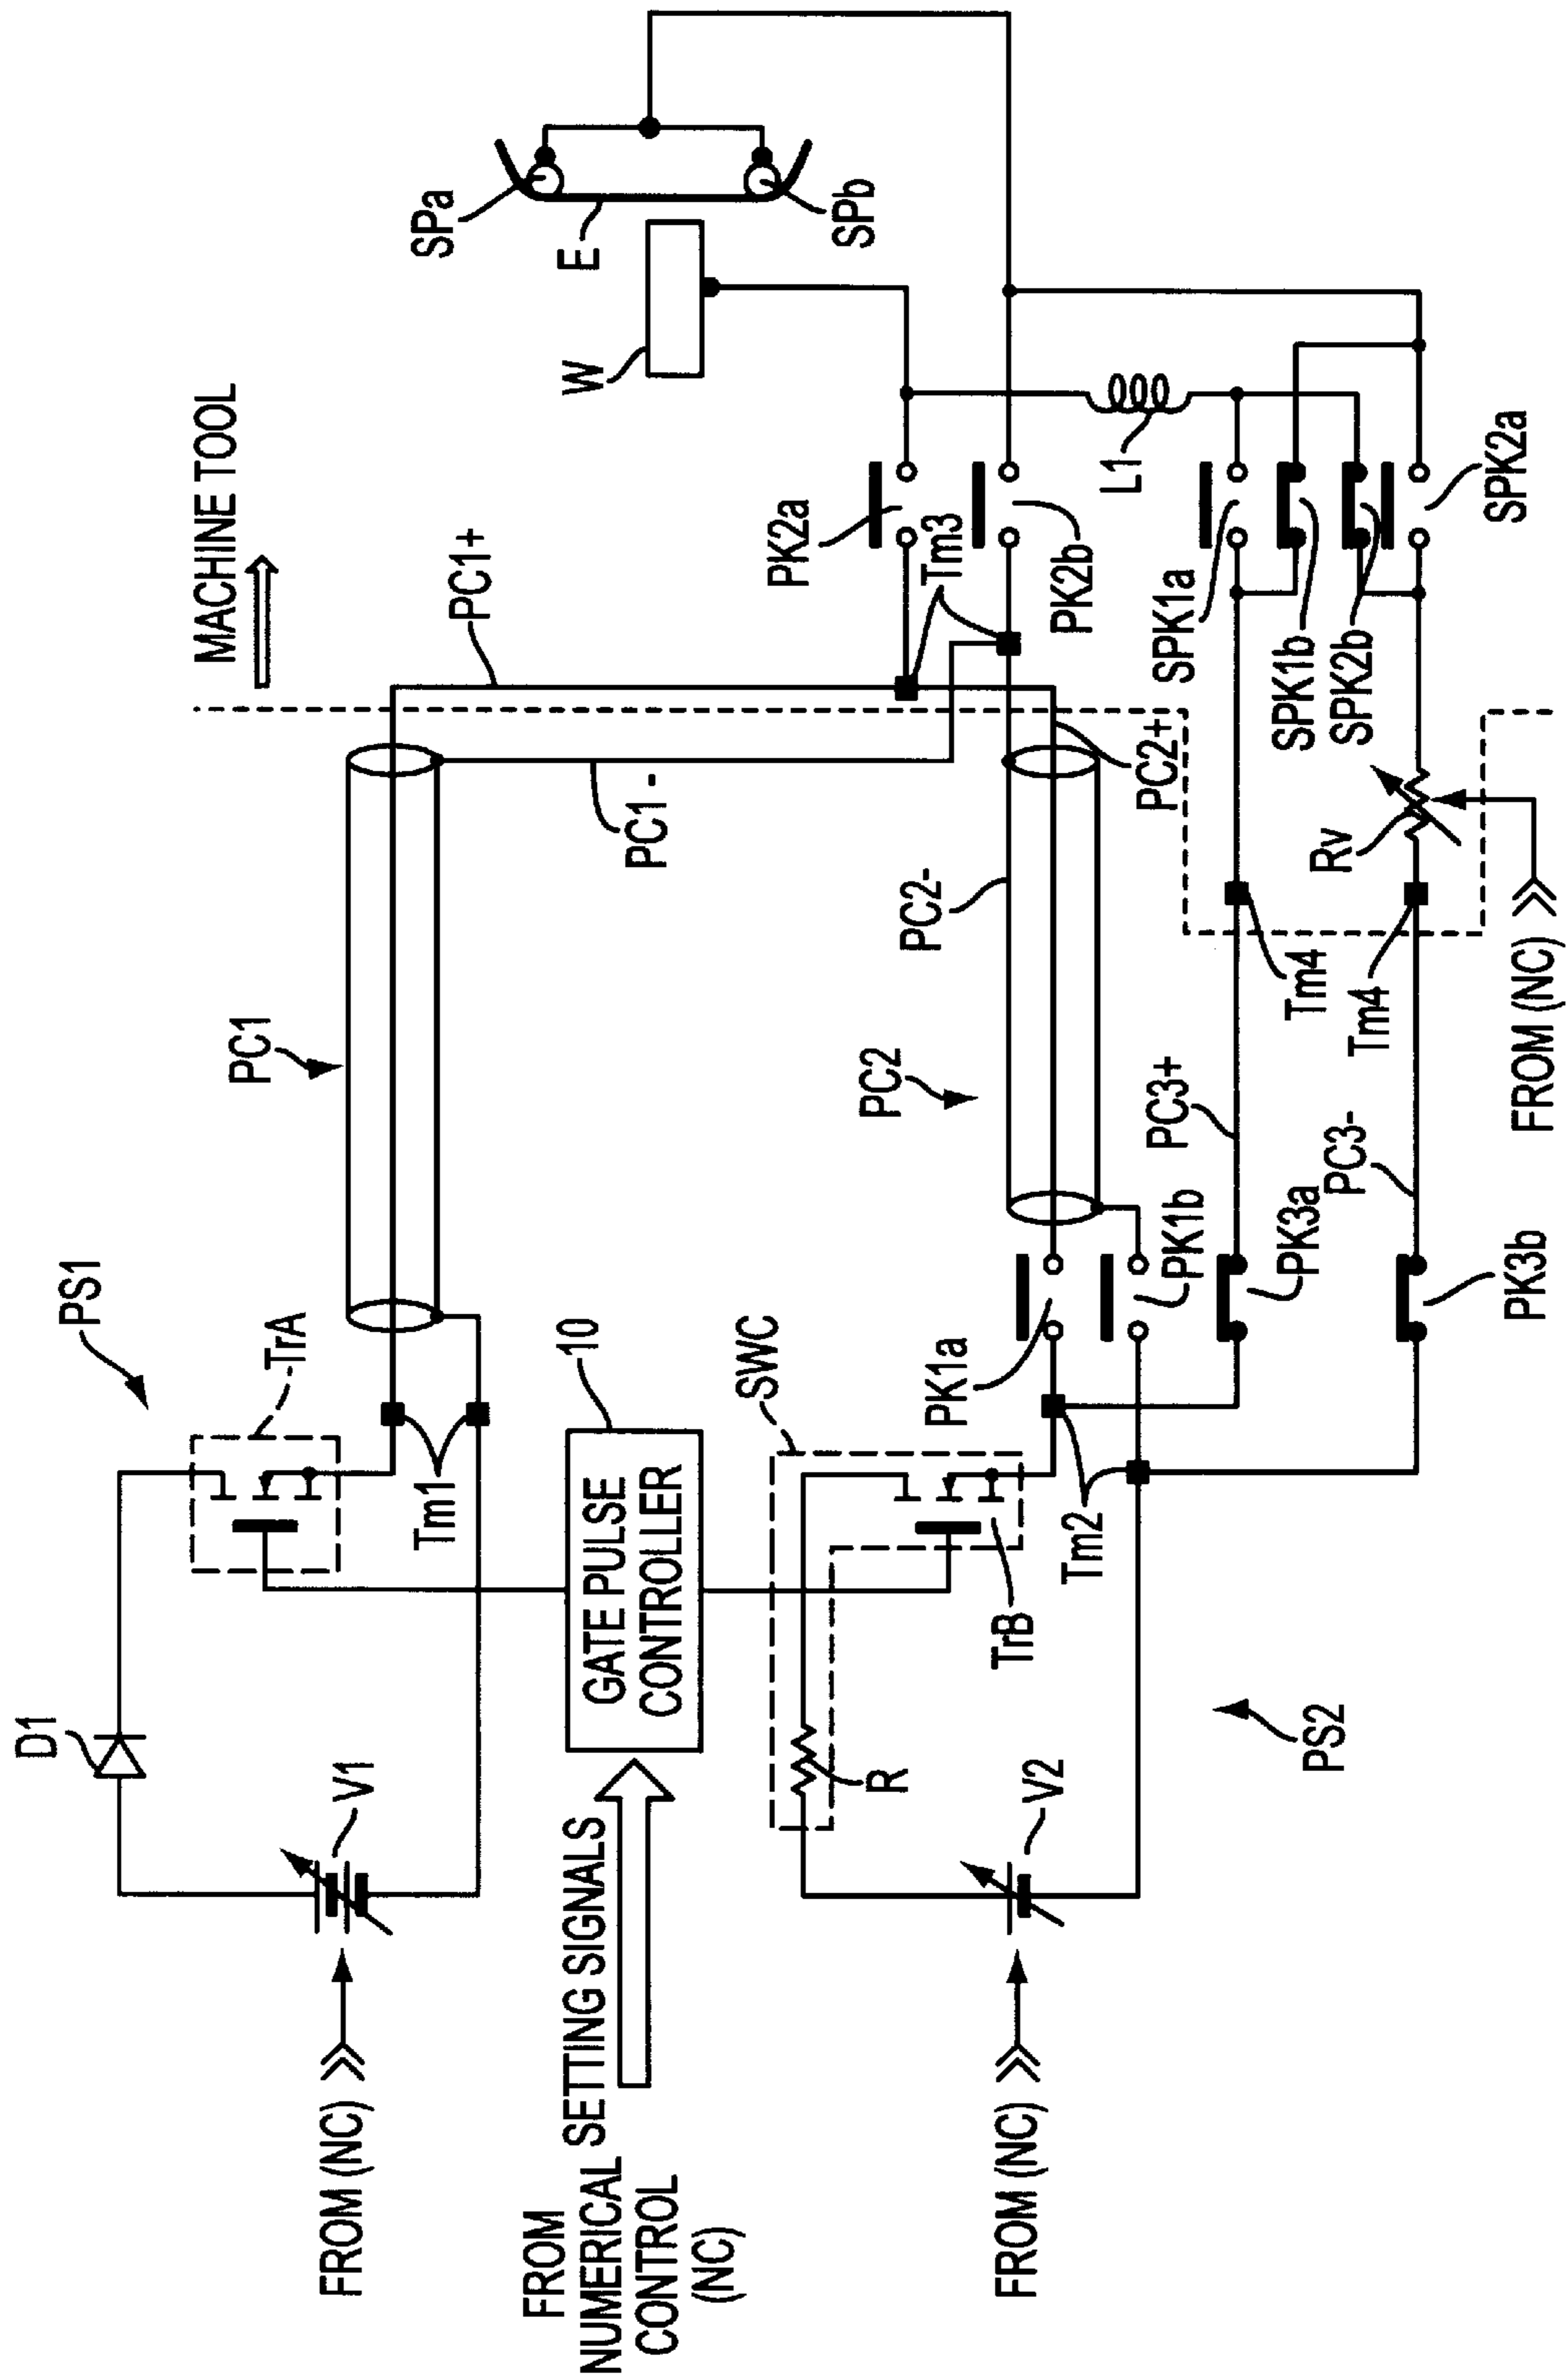 MACHINE TOOL
SPa
E
SPb
W
PC1+
PK2a
Tm3
PK2b
L1
SPK1a
SPK1b
SPK2b
SPK2a
PC1
PC1-
PC2
PC2-
PC2+
Rv
Tm4
Tm4
FROM (NC)
PC3+
PC3-
PS1
TrA
Tm1
10
SWC
PK1a
PK1b
PK3a
PK3b
D1
V1
GATE PULSE
CONTROLLER
R
TrB
Tm2
V2
PS2
FROM (NC)
SETTING SIGNALS
FROM
NUMERICAL
CONTROL
(NC)
FROM (NC)